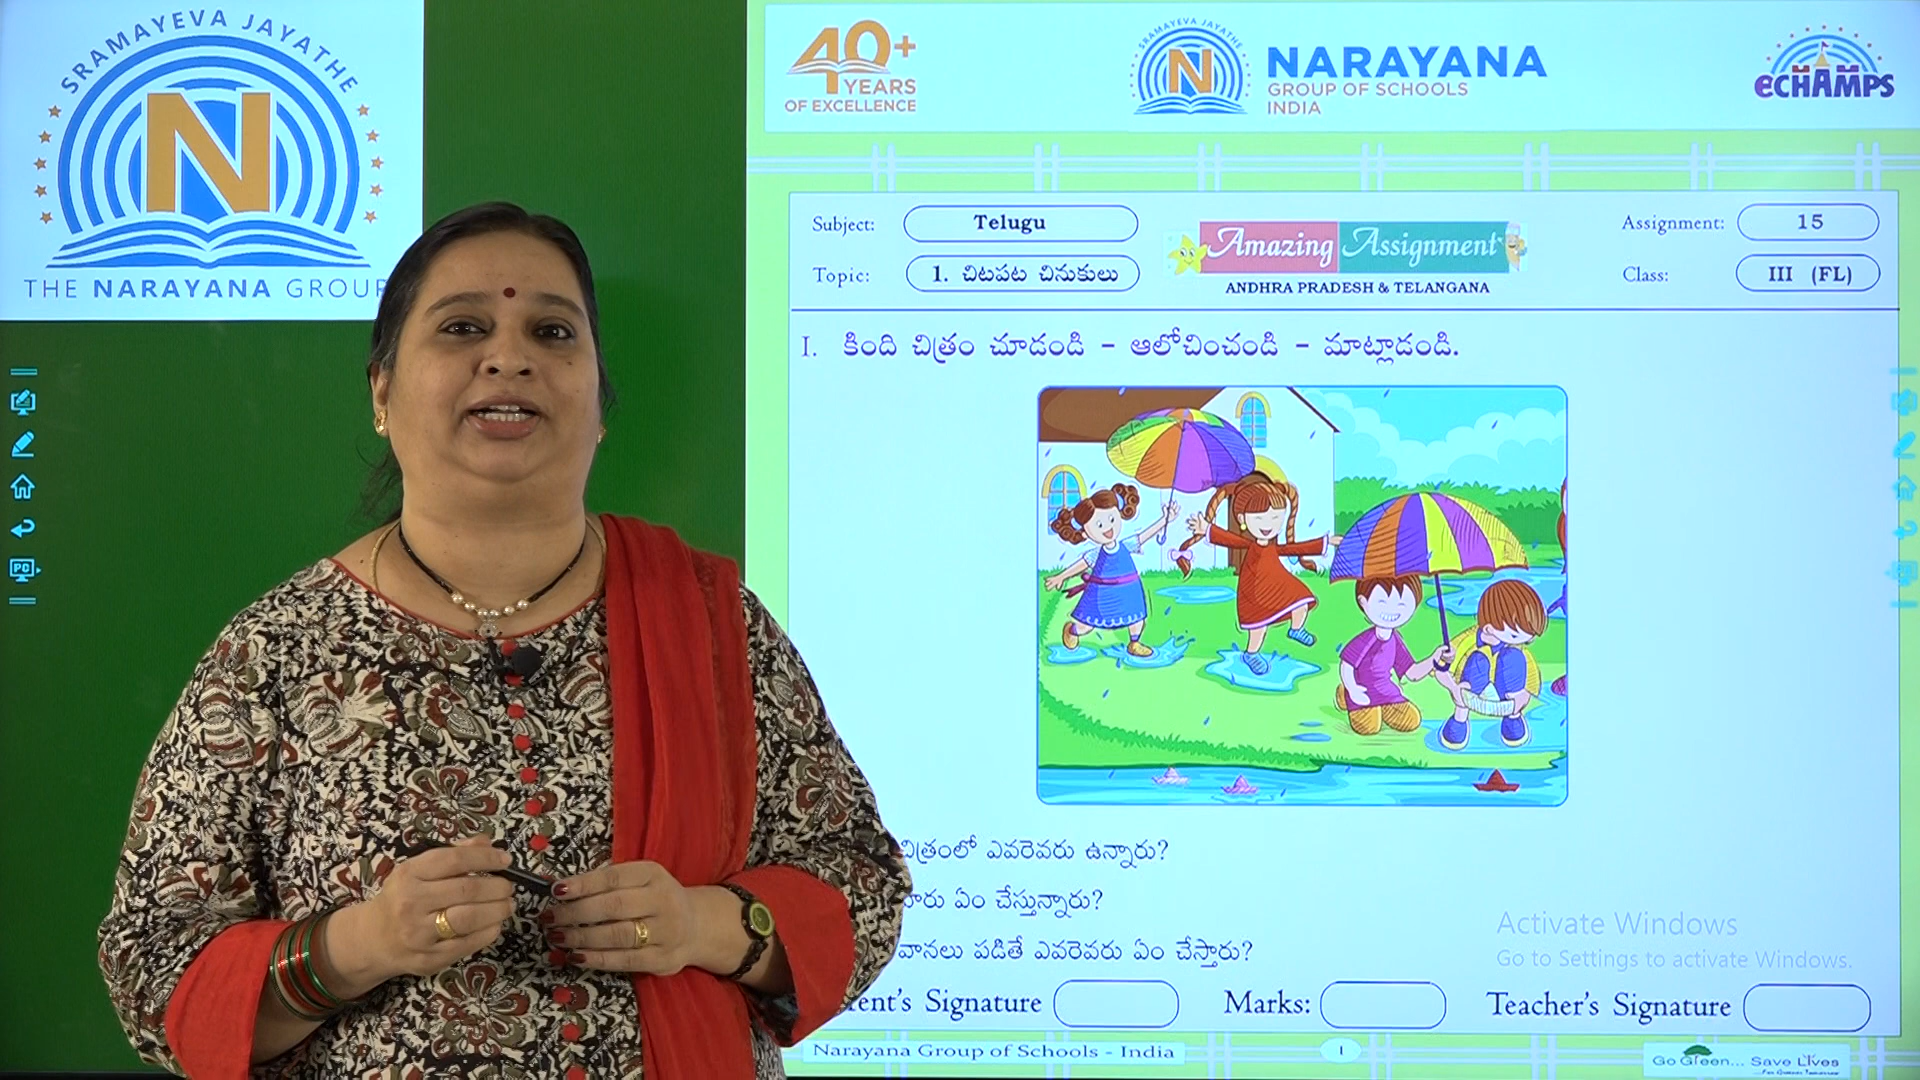 SRAMAYEVA JAYATHE
N
THE NARAYANA GROUP
40+
YEARS
OF EXCELLENCE
SRAMAYEVA JAYATHE
N
NARAYANA
GROUP OF SCHOOLS
INDIA
eCHAMPS
Subject: Telugu
Topic: 1. చిటపట చినుకులు
Amazing Assignment
ANDHRA PRADESH & TELANGANA
Assignment: 15
Class: III (FL)
I. కింది చిత్రం చూడండి - ఆలోచించండి - మాట్లాడండి.
చిత్రంలో ఎవరెవరు ఉన్నారు?
వారు ఏం చేస్తున్నారు?
వానలు పడితే ఎవరెవరు ఏం చేస్తారు?
Activate Windows
Go to Settings to activate Windows.
ent's Signature
Marks:
Teacher's Signature
Narayana Group of Schools - India
1
Go Green... Save Lives
PC